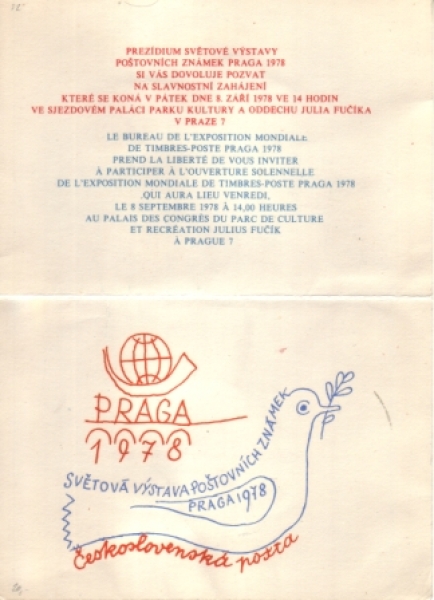 PREZÍDIUM SVĚTOVÉ VÝSTAVY
POŠTOVNÍCH ZNÁMEK PRAGA 1978
SI VÁS DOVOLUJE POZVAT
NA SLAVNOSTNÍ ZAHÁJENÍ
KTERÉ SE KONÁ V PÁTEK DNE 8. ZÁŘÍ 1978 VE 14 HODIN
VE SJEZDOVÉM PALÁCI PARKU KULTURY A ODDECHU JULIA FUČÍKA
V PRAZE 7
LE BUREAU DE L'EXPOSITION MONDIALE
DE TIMBRES-POSTE PRAGA 1978
PREND LA LIBERTÉ DE VOUS INVITER
À PARTICIPER À L'OUVERTURE SOLENNELLE
DE L'EXPOSITION MONDIALE DE TIMBRES-POSTE PRAGA 1978
,QUI AURA LIEU VENREDI,
LE 8 SEPTEMBRE 1978 À 14,00 HEURES
AU PALAIS DES CONGRÈS DU PARC DE CULTURE
ET RECRÉATION JULIUS FUČÍK
À PRAGUE 7
PRAGA
1978
SVĚTOVÁ VÝSTAVA POŠTOVNÍCH ZNÁMEK
PRAGA 1978
Československá pošta